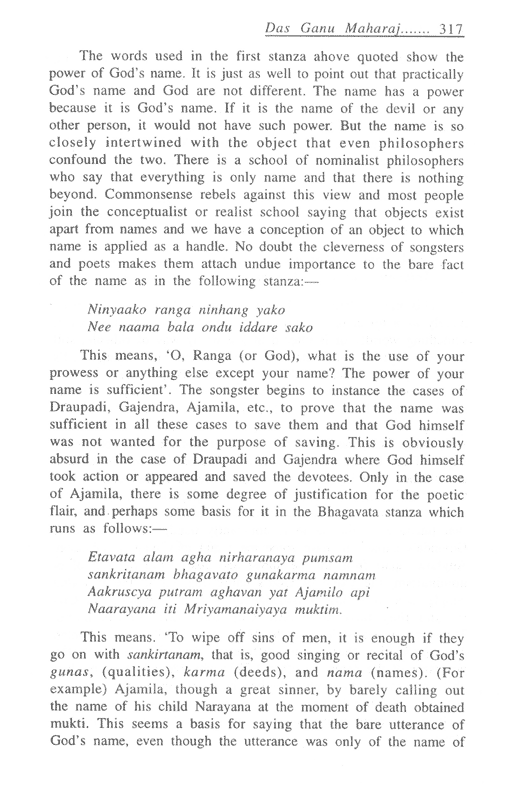 Das Ganu Maharaj....... 317
The words used in the first stanza above quoted show the
power of God's name. It is just as well to point out that practically
God's name and God are not different. The name has a power
because it is God's name. If it is the name of the devil or any
other person, it would not have such power. But the name is so
closely intertwined with the object that even philosophers
confound the two. There is a school of nominalist philosophers
who say that everything is only name and that there is nothing
beyond. Commonsense rebels against this view and most people
join the conceptualist or realist school saying that objects exist
apart from names and we have a conception of an object to which
name is applied as a handle. No doubt the cleverness of songsters
and poets makes them attach undue importance to the bare fact
of the name as in the following stanza:—
Ninyaako ranga ninhang yako
Nee naama bala ondu iddare sako
This means, 'O, Ranga (or God), what is the use of your
prowess or anything else except your name? The power of your
name is sufficient'. The songster begins to instance the cases of
Draupadi, Gajendra, Ajamila, etc., to prove that the name was
sufficient in all these cases to save them and that God himself
was not wanted for the purpose of saving. This is obviously
absurd in the case of Draupadi and Gajendra where God himself
took action or appeared and saved the devotees. Only in the case
of Ajamila, there is some degree of justification for the poetic
flair, and perhaps some basis for it in the Bhagavata stanza which
runs as follows:—
Etavata alam agha nirharanaya pumsam
sankritanam bhagavato gunakarma namnam
Aakruscya putram aghavan yat Ajamilo api
Naarayana iti Mriyamanaiyaya muktim.
This means. 'To wipe off sins of men, it is enough if they
go on with sankirtanam, that is, good singing or recital of God's
gunas, (qualities), karma (deeds), and nama (names). (For
example) Ajamila, though a great sinner, by barely calling out
the name of his child Narayana at the moment of death obtained
mukti. This seems a basis for saying that the bare utterance of
God's name, even though the utterance was only of the name of